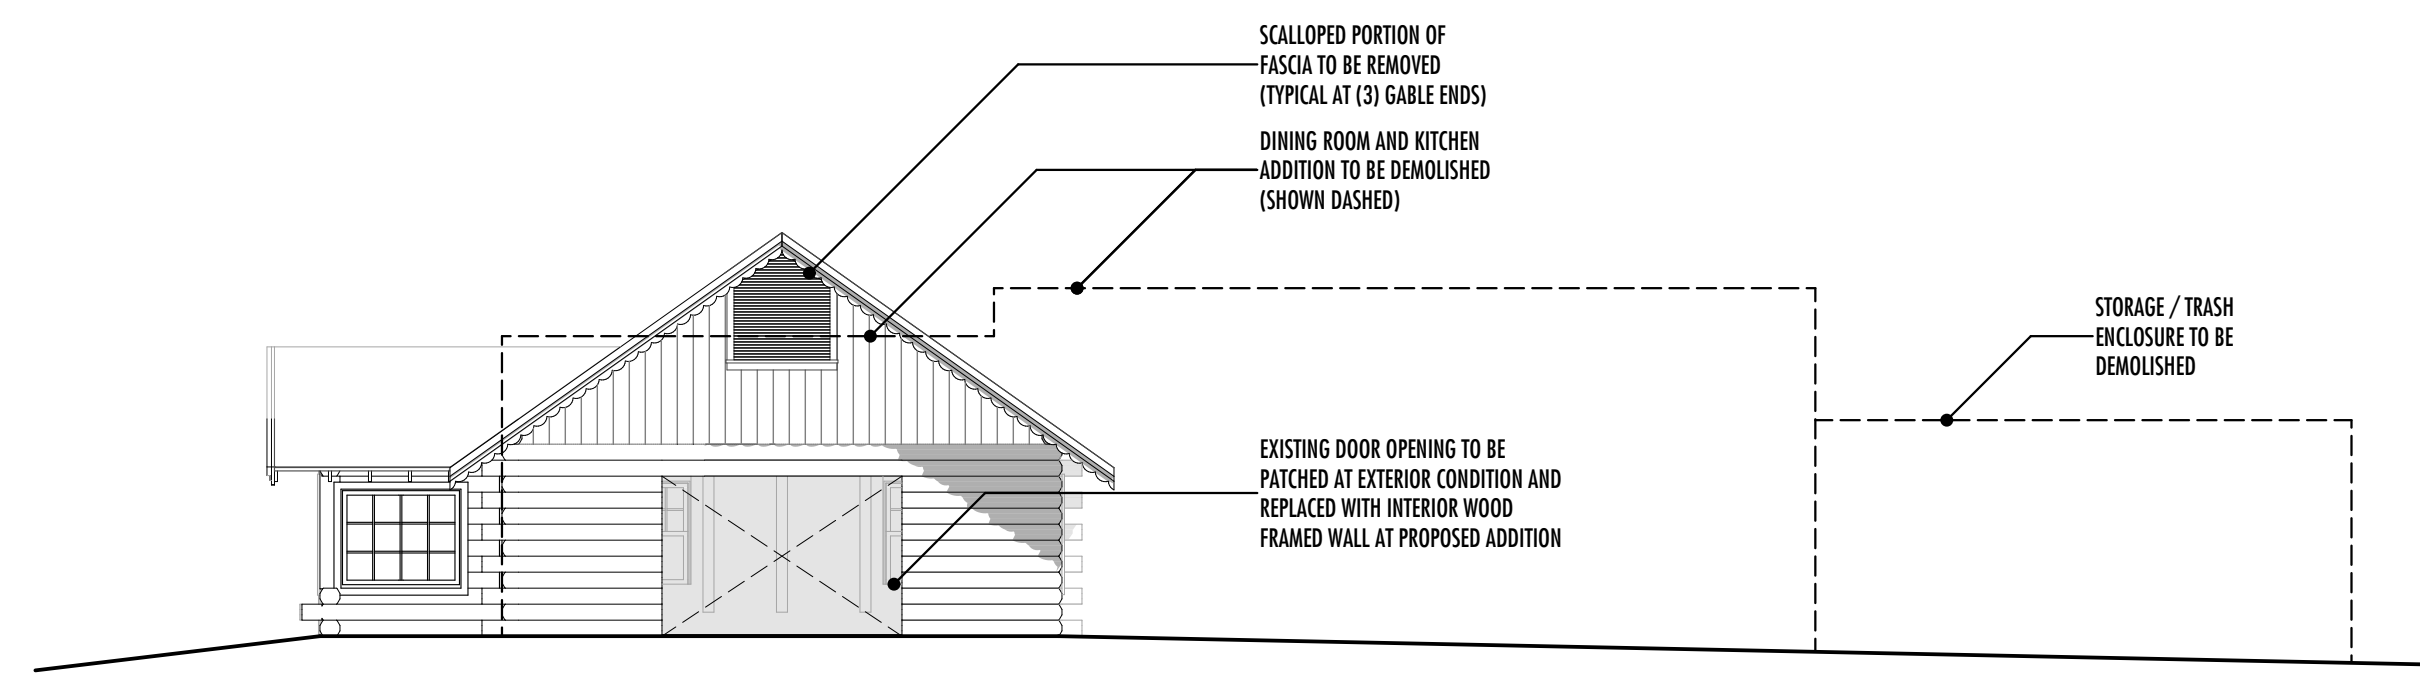 SCALLOPED PORTION OF
FASCIA TO BE REMOVED
(TYPICAL AT (3) GABLE ENDS)
DINING ROOM AND KITCHEN
ADDITION TO BE DEMOLISHED
(SHOWN DASHED)
STORAGE / TRASH
ENCLOSURE TO BE
DEMOLISHED
EXISTING DOOR OPENING TO BE
PATCHED AT EXTERIOR CONDITION AND
REPLACED WITH INTERIOR WOOD
FRAMED WALL AT PROPOSED ADDITION